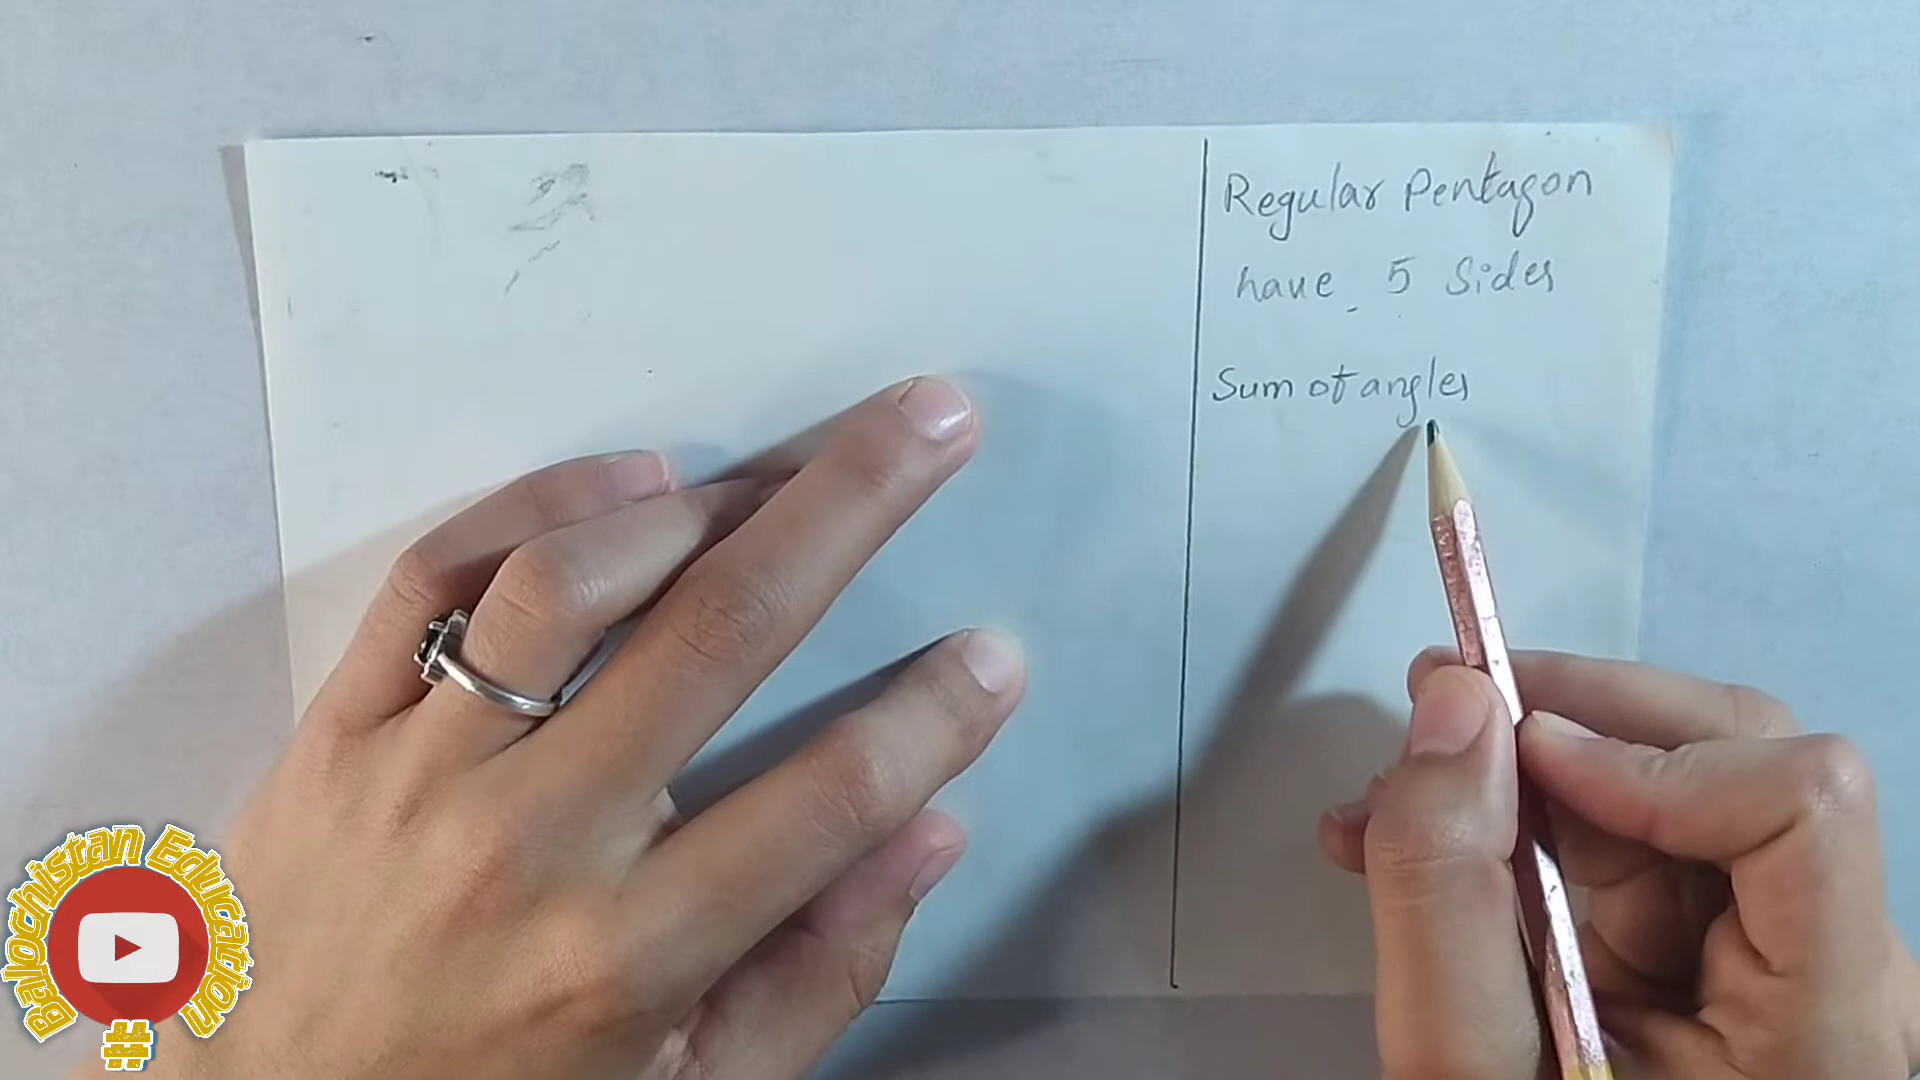 Regular Pentagon
have 5 Sides
Sum of angles
Balochistan Education
#